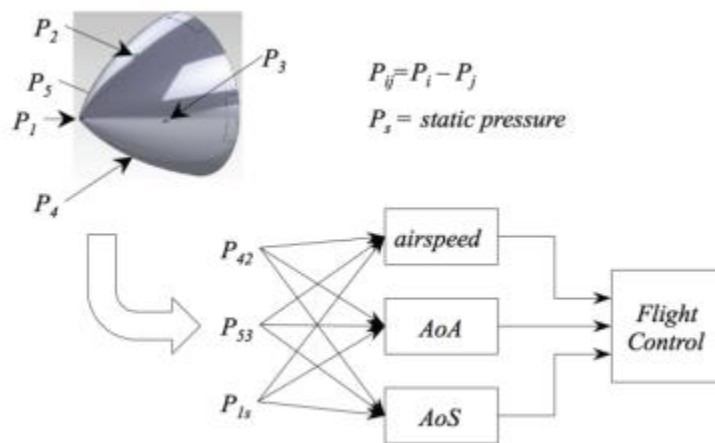 P₂
P₃
P₅
P₁
P₄
Pᵢⱼ=Pᵢ – Pⱼ
Pₛ = static pressure
P₄₂
P₅₃
P₁ₛ
airspeed
AoA
AoS
Flight
Control